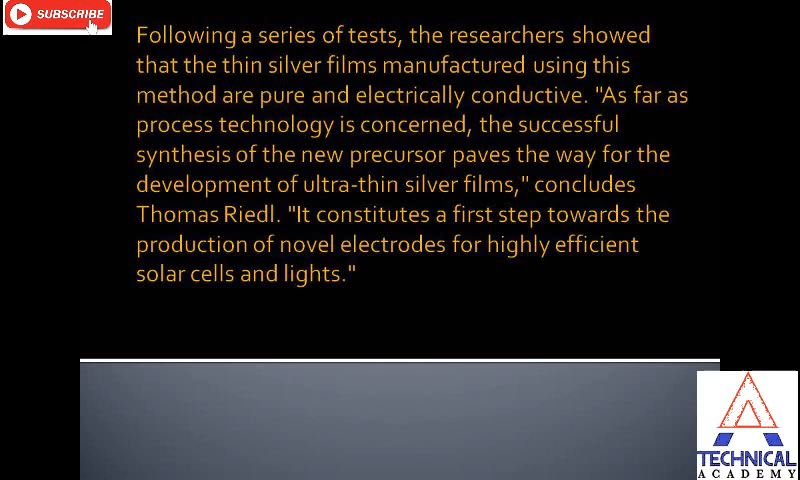 SUBSCRIBE
Following a series of tests, the researchers showed
that the thin silver films manufactured using this
method are pure and electrically conductive. "As far as
process technology is concerned, the successful
synthesis of the new precursor paves the way for the
development of ultra-thin silver films," concludes
Thomas Riedl. "It constitutes a first step towards the
production of novel electrodes for highly efficient
solar cells and lights."
TECHNICAL
ACADEMY